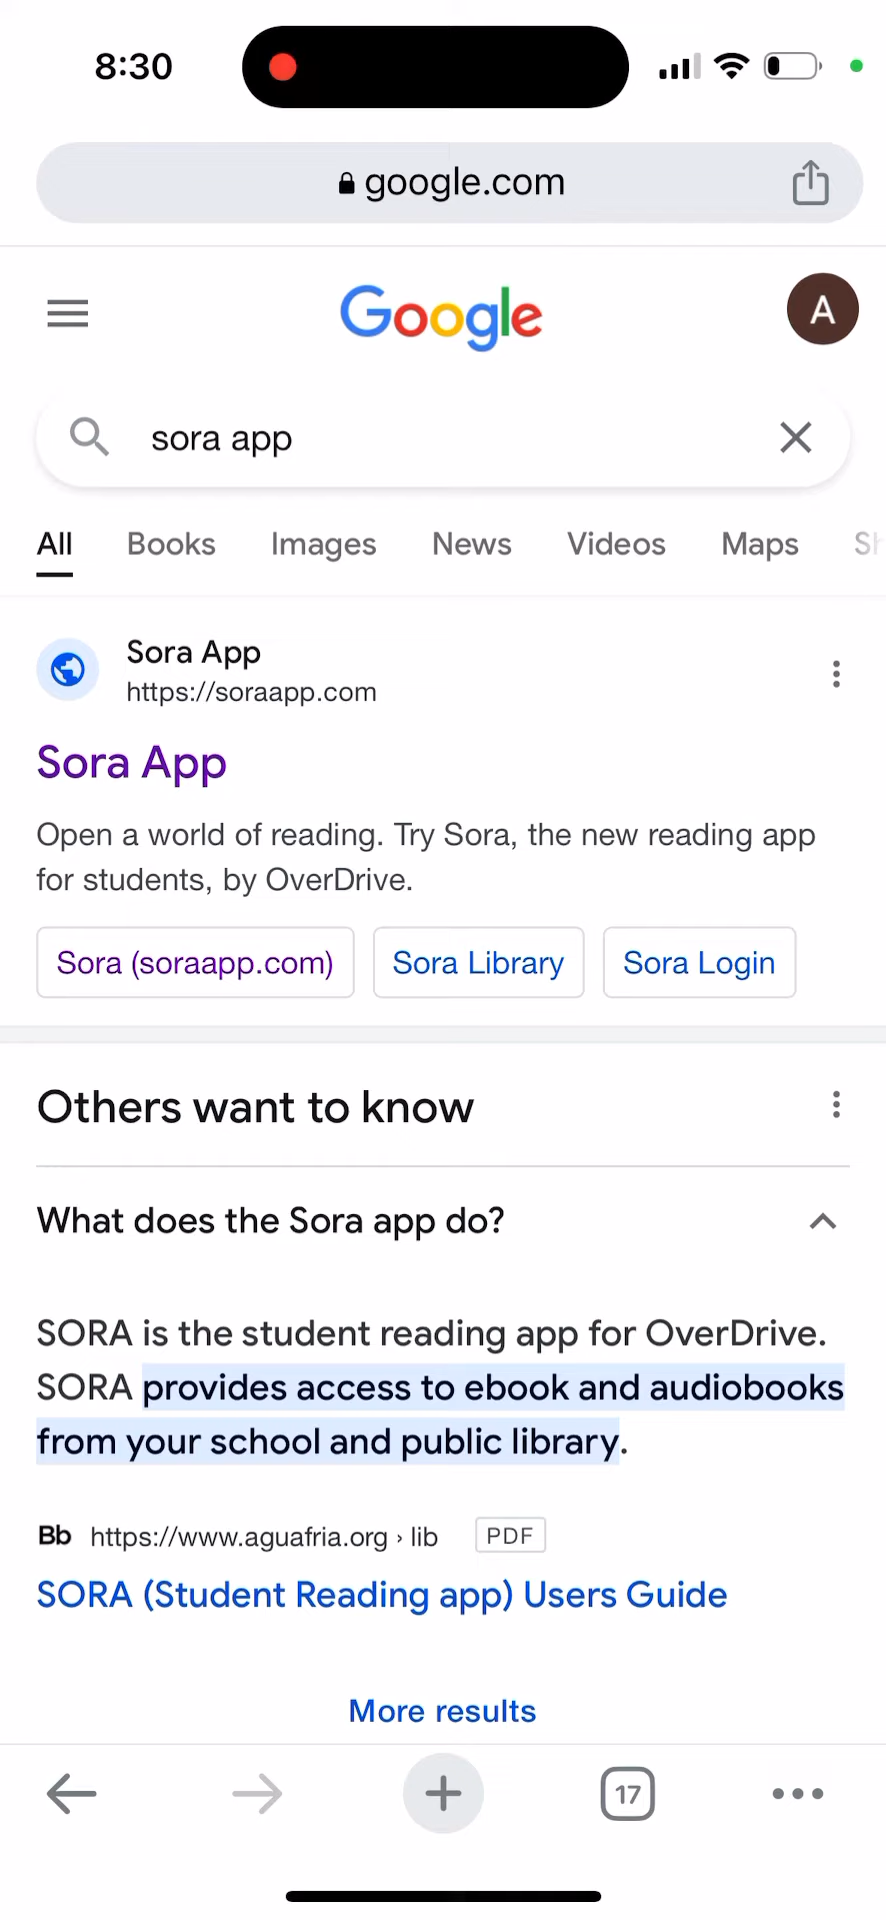 8:30
google.com
Google
A
sora app
All Books Images News Videos Maps Sh
Sora App
https://soraapp.com
Sora App
Open a world of reading. Try Sora, the new reading app
for students, by OverDrive.
Sora (soraapp.com) Sora Library Sora Login
Others want to know
What does the Sora app do?
SORA is the student reading app for OverDrive.
SORA provides access to ebook and audiobooks
from your school and public library.
Bb https://www.aguafria.org › lib PDF
SORA (Student Reading app) Users Guide
More results
17